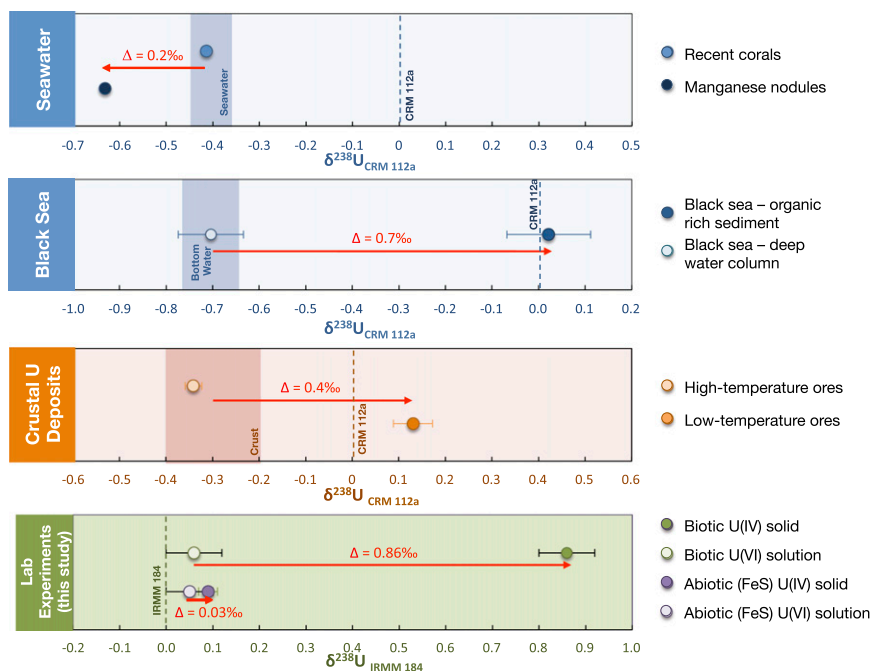 Seawater
Δ = 0.2‰
Seawater
CRM 112a
-0.7 -0.6 -0.5 -0.4 -0.3 -0.2 -0.1 0 0.1 0.2 0.3 0.4 0.5
δ²³⁸U CRM 112a
Recent corals
Manganese nodules
Black Sea
Bottom
Water
Δ = 0.7‰
CRM 112a
-1.0 -0.9 -0.8 -0.7 -0.6 -0.5 -0.4 -0.3 -0.2 -0.1 0.0 0.1 0.2
δ²³⁸U CRM 112a
Black sea – organic
rich sediment
Black sea – deep
water column
Crustal U
Deposits
Δ = 0.4‰
Crust
CRM 112a
-0.6 -0.5 -0.4 -0.3 -0.2 -0.3 -0.1 0 0.1 0.2 0.3 0.4 0.6
δ²³⁸U CRM 112a
High-temperature ores
Low-temperature ores
Lab
Experiments
(this study)
IRMM 184
Δ = 0.86‰
Δ = 0.03‰
-0.2 -0.1 0.0 0.1 0.2 0.3 0.4 0.5 0.6 0.7 0.8 0.9 1.0
δ²³⁸U IRMM 184
Biotic U(IV) solid
Biotic U(VI) solution
Abiotic (FeS) U(IV) solid
Abiotic (FeS) U(VI) solution